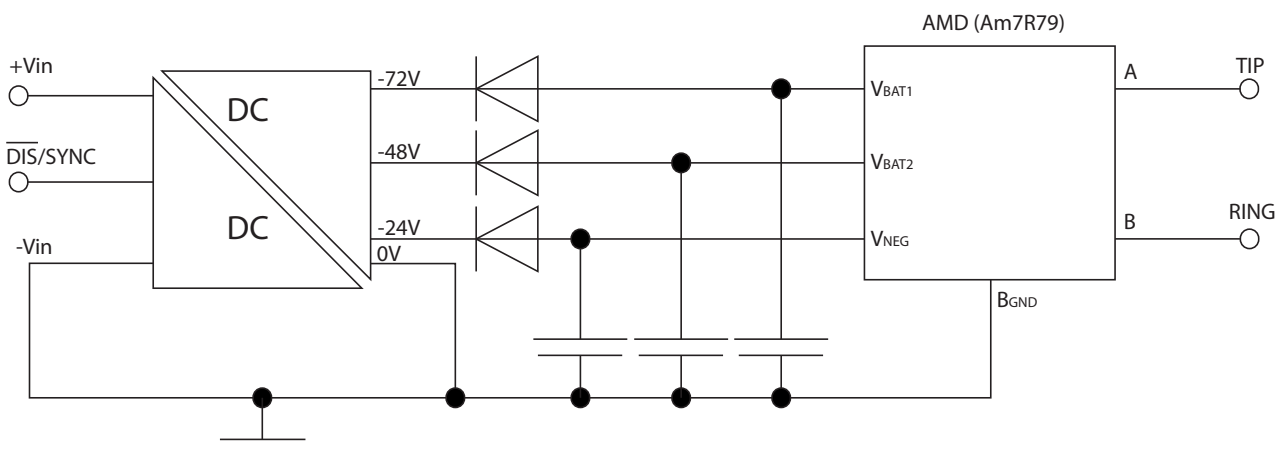 AMD (Am7R79)
+Vin
DC
-72V
VBAT1
A
TIP
DIS/SYNC
-48V
VBAT2
DC
-24V
VNEG
B
RING
-Vin
0V
BGND